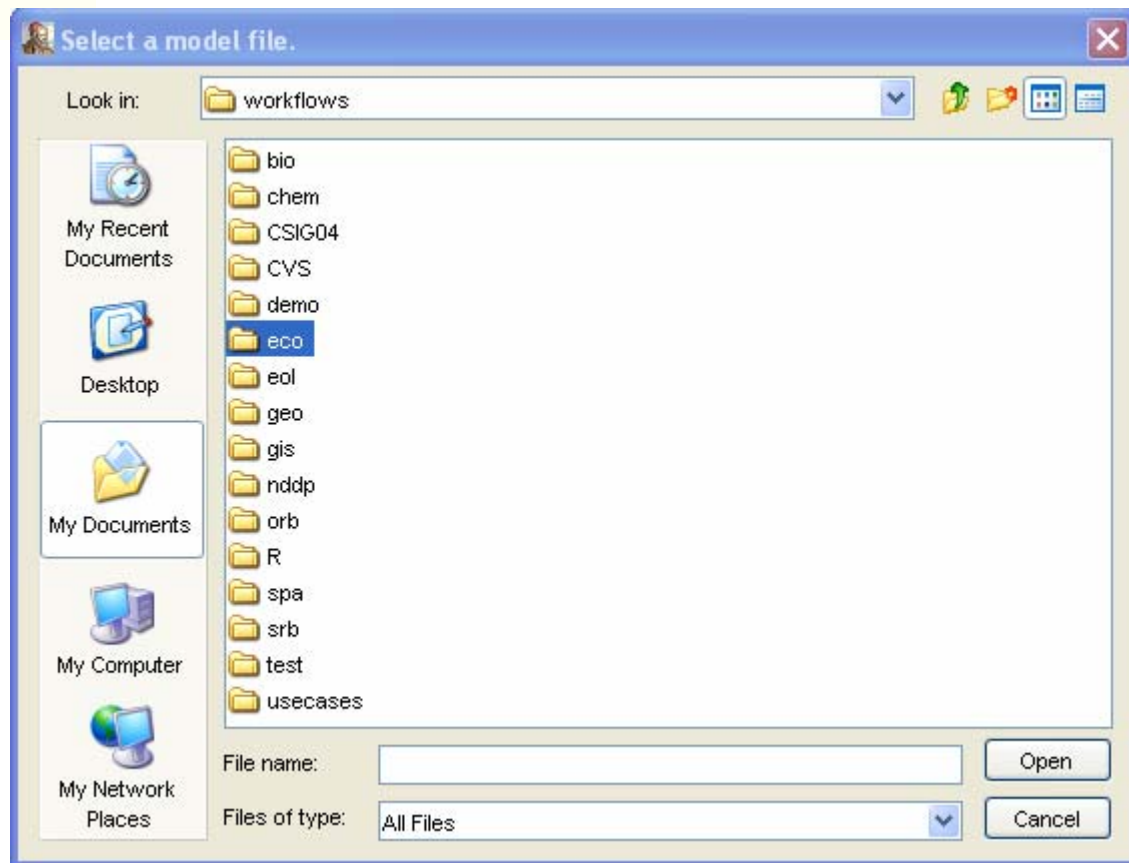 Select a model file.
Look in:
workflows
My Recent
Documents
Desktop
My Documents
My Computer
My Network
Places
bio
chem
CSIG04
CVS
demo
eco
eol
geo
gis
nddp
orb
R
spa
srb
test
usecases
File name:
Open
Files of type:
All Files
Cancel